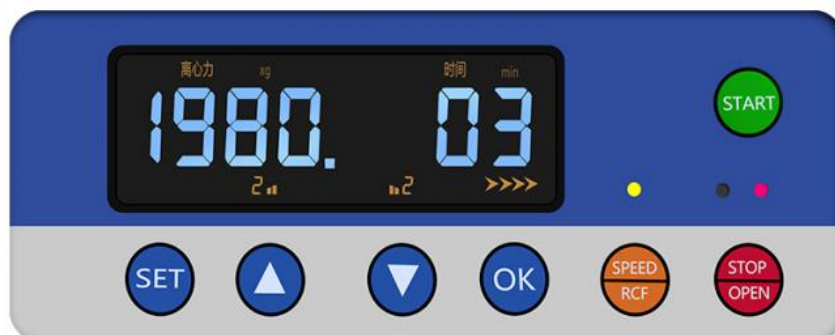 离心力 xg 时间 min
1980. 03
2 2 >>>>
START
SET OK SPEED RCF STOP OPEN